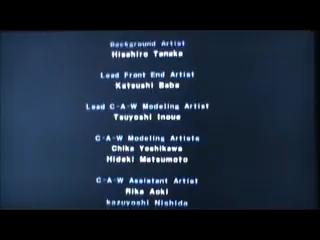 Background Artist
Hisahiro Tanaka
Lead Front End Artist
Katsushi Baba
Lead C-A-W Modeling Artist
Tsuyoshi Inoue
C-A-W Modeling Artists
Chika Yoshikawa
Hideki Matsumoto
C-A-W Assistant Artist
Rika Aoki
kazuyoshi Nishida